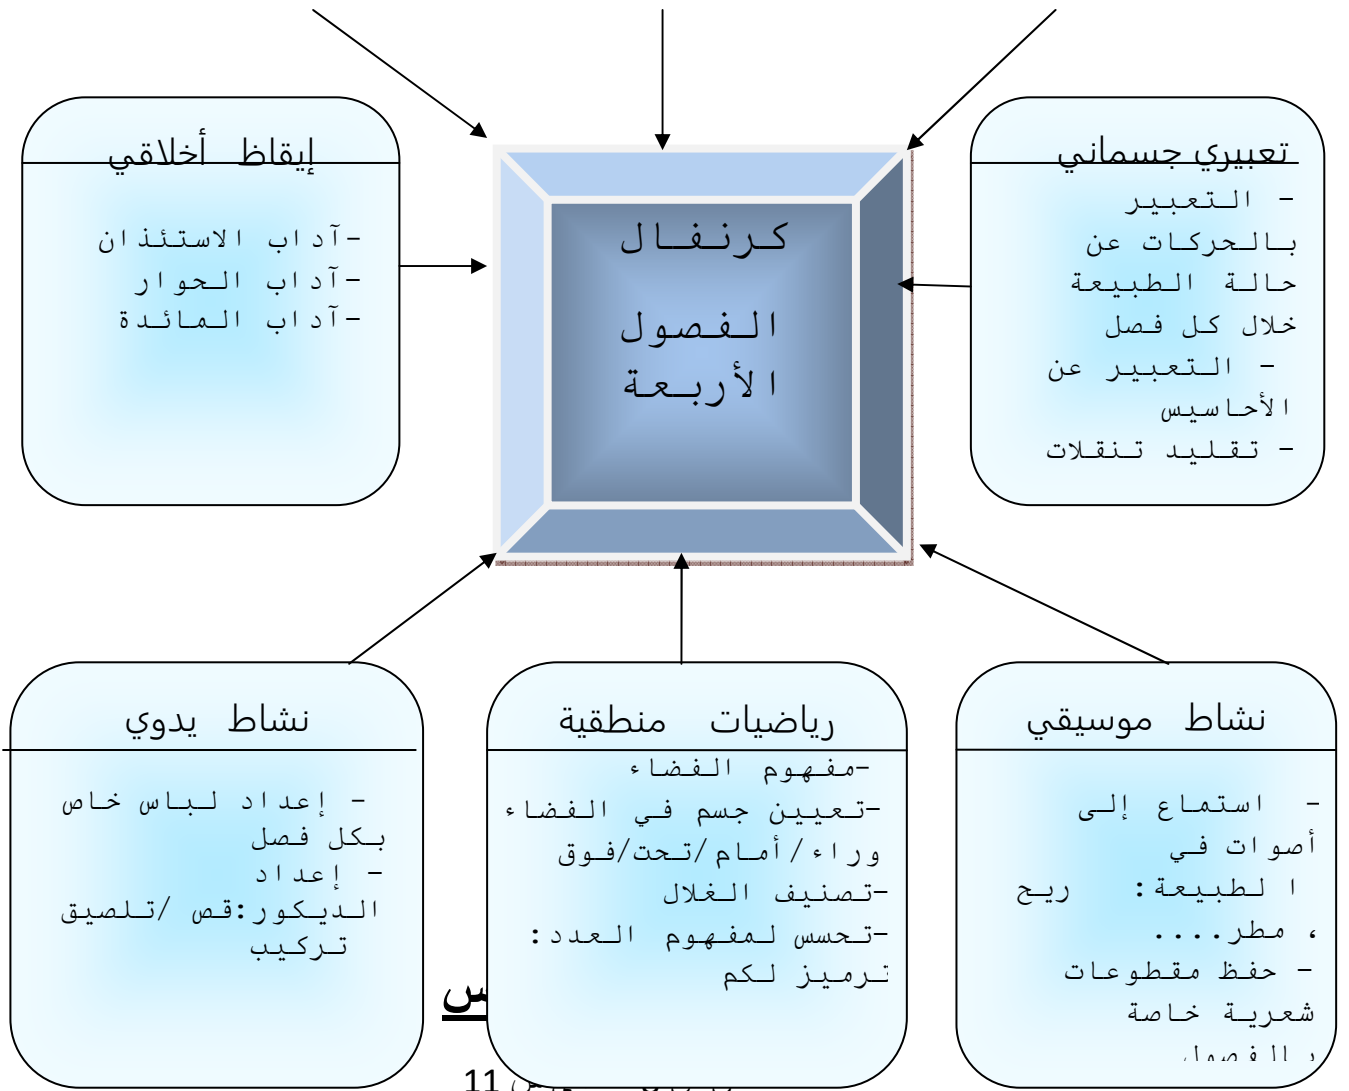 تعبيري جسماني
- التعبير
بالحركات عن
حالة الطبيعة
خلال كل فصل
- التعبير عن
الأحاسيس
- تقليد تنقلات
كرنفال
الفصول
الأربعة
إيقاظ أخلاقي
-آداب الاستئذان
-آداب الحوار
-آداب المائدة
نشاط موسيقي
- استماع إلى
أصوات في
الطبيعة: ريح
، مطر....
- حفظ مقطوعات
شعرية خاصة
بالفصول
رياضيات منطقية
-مفهوم الفضاء
-تعيين جسم في الفضاء
وراء/أمام/تحت/فوق
-تصنيف الغلال
-تحسس لمفهوم العدد:
ترميز لكم
نشاط يدوي
- إعداد لباس خاص
بكل فصل
- إعداد
الديكور:قص /تلصيق
تركيب
11